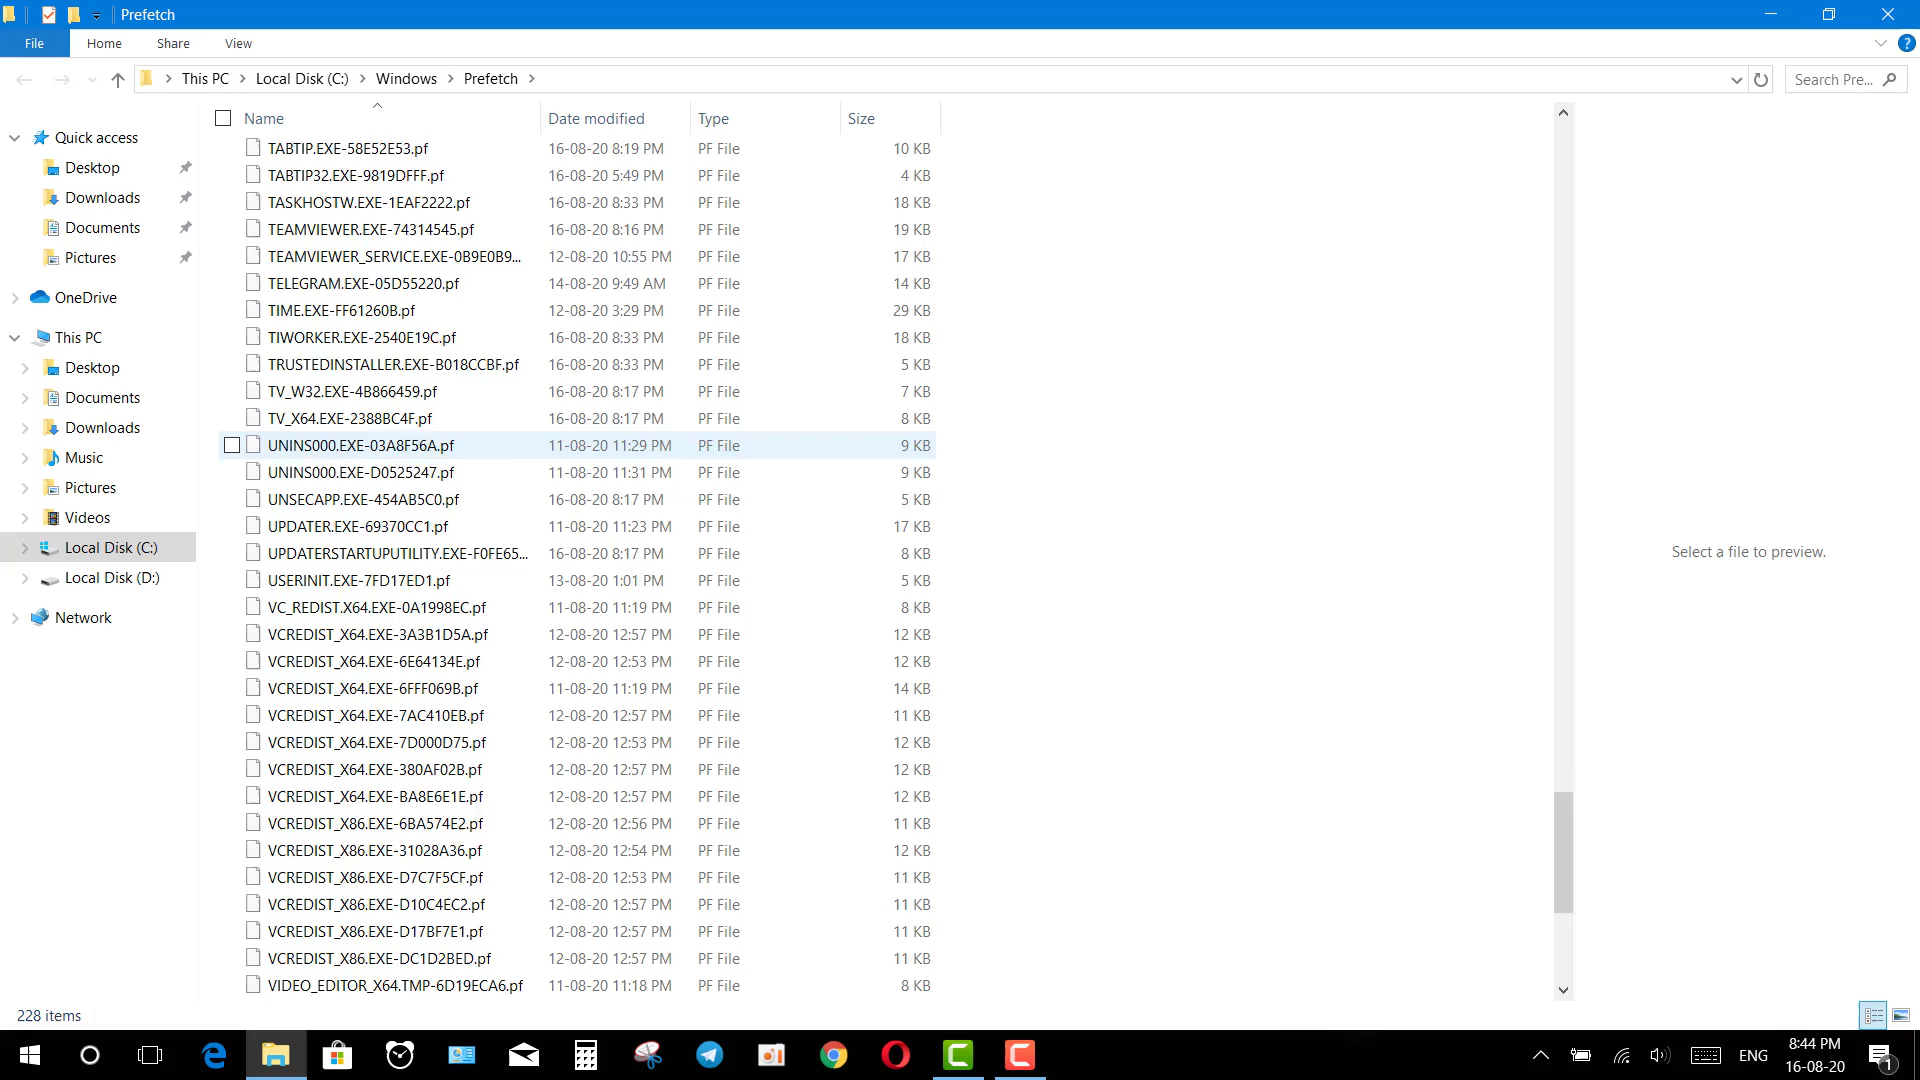 Prefetch
File Home Share View
This PC Local Disk (C:) Windows Prefetch
Search Pre...
Name Date modified Type Size
Quick access
Desktop
Downloads
Documents
Pictures
OneDrive
This PC
Desktop
Documents
Downloads
Music
Pictures
Videos
Local Disk (C:)
Local Disk (D:)
Network
TABTIP.EXE-58E52E53.pf 16-08-20 8:19 PM PF File 10 KB
TABTIP32.EXE-9819DFFF.pf 16-08-20 5:49 PM PF File 4 KB
TASKHOSTW.EXE-1EAF2222.pf 16-08-20 8:33 PM PF File 18 KB
TEAMVIEWER.EXE-74314545.pf 16-08-20 8:16 PM PF File 19 KB
TEAMVIEWER_SERVICE.EXE-0B9E0B9... 12-08-20 10:55 PM PF File 17 KB
TELEGRAM.EXE-05D55220.pf 14-08-20 9:49 AM PF File 14 KB
TIME.EXE-FF61260B.pf 12-08-20 3:29 PM PF File 29 KB
TIWORKER.EXE-2540E19C.pf 16-08-20 8:33 PM PF File 18 KB
TRUSTEDINSTALLER.EXE-B018CCBF.pf 16-08-20 8:33 PM PF File 5 KB
TV_W32.EXE-4B866459.pf 16-08-20 8:17 PM PF File 7 KB
TV_X64.EXE-2388BC4F.pf 16-08-20 8:17 PM PF File 8 KB
UNINS000.EXE-03A8F56A.pf 11-08-20 11:29 PM PF File 9 KB
UNINS000.EXE-D0525247.pf 11-08-20 11:31 PM PF File 9 KB
UNSECAPP.EXE-454AB5C0.pf 16-08-20 8:17 PM PF File 5 KB
UPDATER.EXE-69370CC1.pf 11-08-20 11:23 PM PF File 17 KB
UPDATERSTARTUPUTILITY.EXE-F0FE65... 16-08-20 8:17 PM PF File 8 KB
USERINIT.EXE-7FD17ED1.pf 13-08-20 1:01 PM PF File 5 KB
VC_REDIST.X64.EXE-0A1998EC.pf 11-08-20 11:19 PM PF File 8 KB
VCREDIST_X64.EXE-3A3B1D5A.pf 12-08-20 12:57 PM PF File 12 KB
VCREDIST_X64.EXE-6E64134E.pf 12-08-20 12:53 PM PF File 12 KB
VCREDIST_X64.EXE-6FFF069B.pf 11-08-20 11:19 PM PF File 14 KB
VCREDIST_X64.EXE-7AC410EB.pf 12-08-20 12:57 PM PF File 11 KB
VCREDIST_X64.EXE-7D000D75.pf 12-08-20 12:53 PM PF File 12 KB
VCREDIST_X64.EXE-380AF02B.pf 12-08-20 12:57 PM PF File 12 KB
VCREDIST_X64.EXE-BA8E6E1E.pf 12-08-20 12:57 PM PF File 12 KB
VCREDIST_X86.EXE-6BA574E2.pf 12-08-20 12:56 PM PF File 11 KB
VCREDIST_X86.EXE-31028A36.pf 12-08-20 12:54 PM PF File 12 KB
VCREDIST_X86.EXE-D7C7F5CF.pf 12-08-20 12:53 PM PF File 11 KB
VCREDIST_X86.EXE-D10C4EC2.pf 12-08-20 12:57 PM PF File 11 KB
VCREDIST_X86.EXE-D17BF7E1.pf 12-08-20 12:57 PM PF File 11 KB
VCREDIST_X86.EXE-DC1D2BED.pf 12-08-20 12:57 PM PF File 11 KB
VIDEO_EDITOR_X64.TMP-6D19ECA6.pf 11-08-20 11:18 PM PF File 8 KB
Select a file to preview.
228 items
ENG
8:44 PM
16-08-20
1